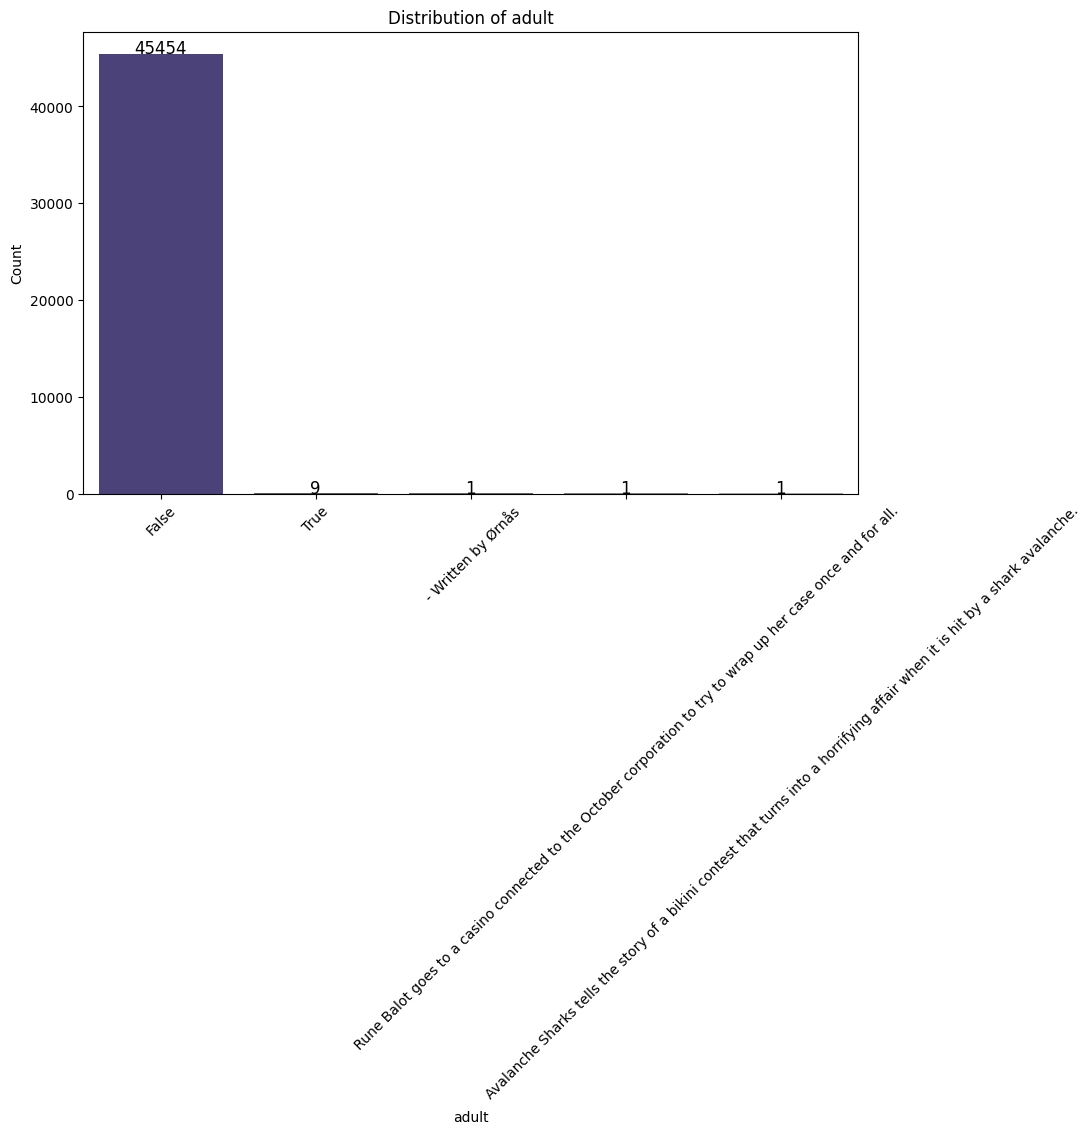 Distribution of adult
45454
40000
30000
20000
10000
0
Count
9
1
1
1
False
True
- Written by Ørnås
Rune Balot goes to a casino connected to the October corporation to try to wrap up her case once and for all.
Avalanche Sharks tells the story of a bikini contest that turns into a horrifying affair when it is hit by a shark avalanche.
adult